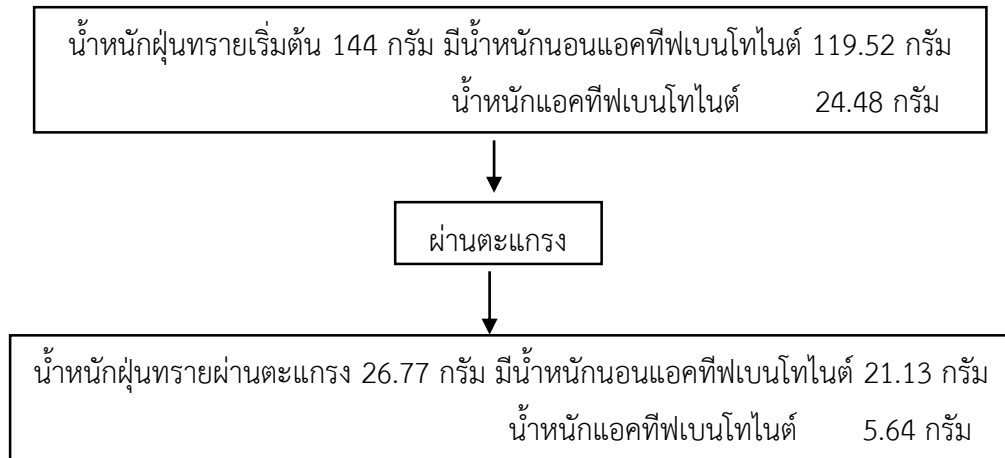 น้ำหนักฝุ่นทรายเริ่มต้น 144 กรัม มีน้ำหนักนอนแอคทีฟเบนโทไนต์ 119.52 กรัม
น้ำหนักแอคทีฟเบนโทไนต์ 24.48 กรัม
ผ่านตะแกรง
น้ำหนักฝุ่นทรายผ่านตะแกรง 26.77 กรัม มีน้ำหนักนอนแอคทีฟเบนโทไนต์ 21.13 กรัม
น้ำหนักแอคทีฟเบนโทไนต์ 5.64 กรัม